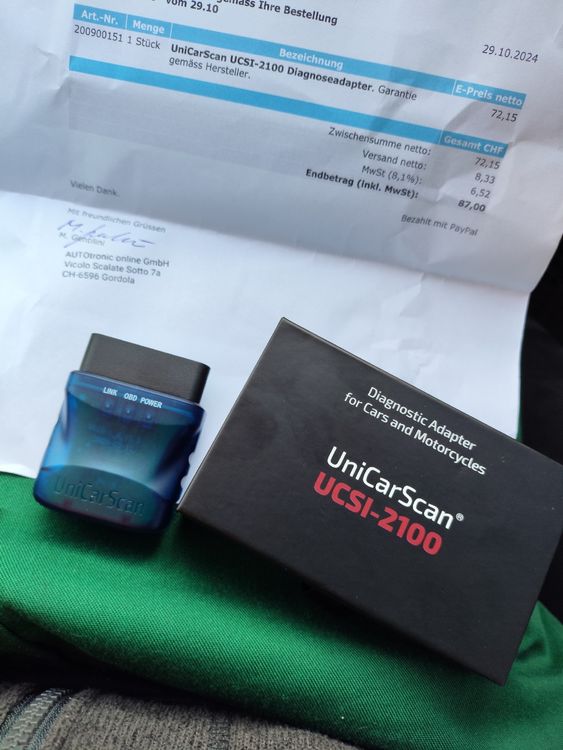 gemäss Ihre Bestellung
vom 29.10
29.10.2024
Art.-Nr. Menge Bezeichnung E-Preis netto
200900151 1 Stück UniCarScan UCSI-2100 Diagnoseadapter. Garantie 72,15
gemäss Hersteller.
Gesamt CHF
Zwischensumme netto: 72,15
Versand netto: 8,33
MwSt (8,1%): 6,52
Endbetrag (inkl. MwSt): 87,00
Bezahlt mit PayPal
Vielen Dank.
Mit freundlichen Grüssen
M. Gentilini
AUTOtronic online GmbH
Vicolo Scalate Sotto 7a
CH-6596 Gordola
LINK OBD POWER
UniCarScan
Diagnostic Adapter
for Cars and Motorcycles
UniCarScan®
UCSI-2100